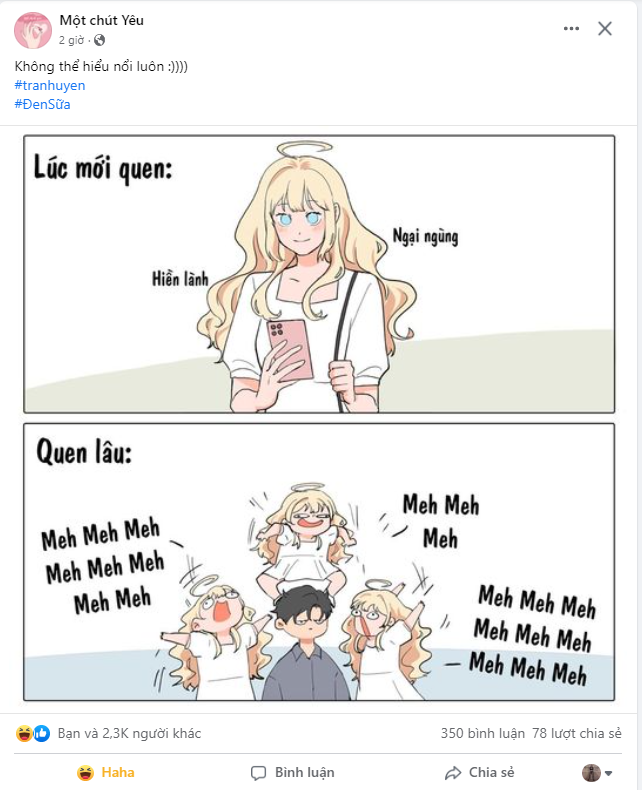 Một chút Yêu
2 giờ ·
Không thể hiểu nổi luôn :))))
#tranhuyen
#ĐenSữa
Lúc mới quen:
Ngại ngùng
Hiền lành
Quen lâu:
Meh Meh
Meh
Meh Meh Meh
Meh Meh Meh
Meh Meh
Meh Meh Meh
Meh Meh Meh
Meh Meh Meh
Bạn và 2,3K người khác
350 bình luận 78 lượt chia sẻ
Haha
Bình luận
Chia sẻ